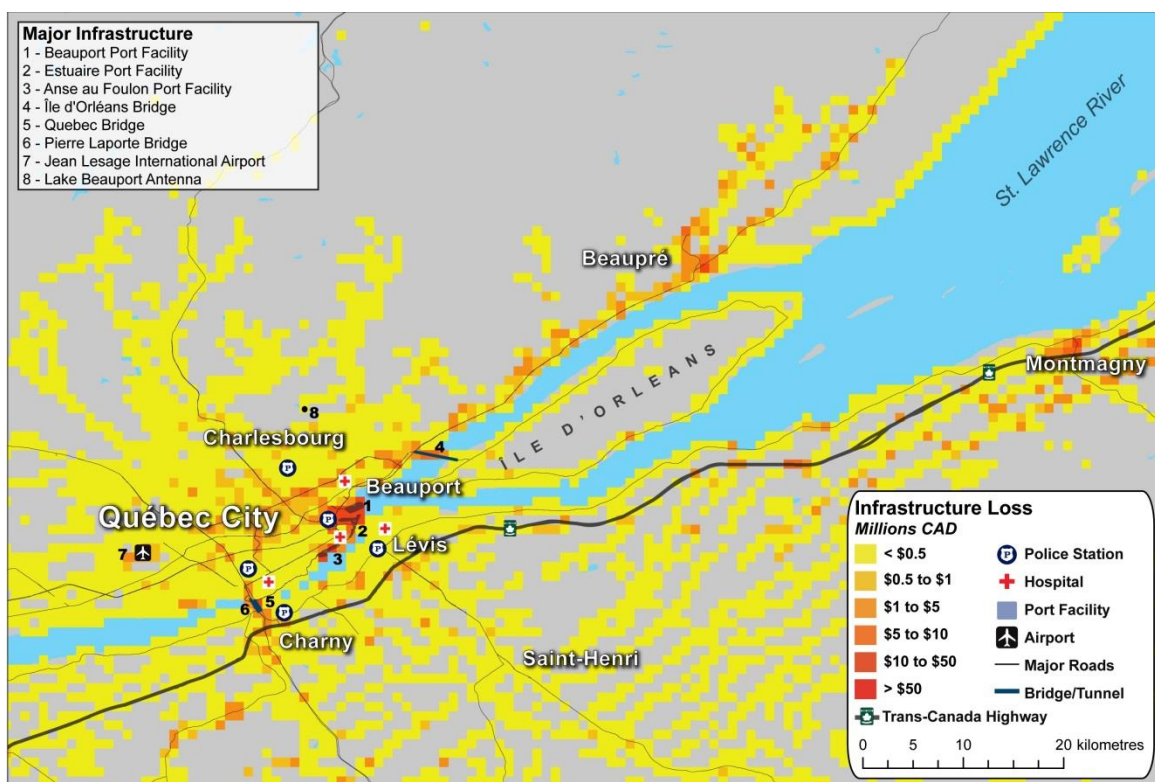 Major Infrastructure
1 - Beauport Port Facility
2 - Estuaire Port Facility
3 - Anse au Foulon Port Facility
4 - Île d'Orléans Bridge
5 - Quebec Bridge
6 - Pierre Laporte Bridge
7 - Jean Lesage International Airport
8 - Lake Beauport Antenna
St. Lawrence River
Beaupré
ÎLE D'ORLEANS
Montmagny
8
Charlesbourg
P
4
Beauport
1
Québec City
P
2
7
3
P
Lévis
P
5
6
P
Charny
Saint-Henri
Infrastructure Loss
Millions CAD
< $0.5
$0.5 to $1
$1 to $5
$5 to $10
$10 to $50
> $50
Trans-Canada Highway
P Police Station
Hospital
Port Facility
Airport
Major Roads
Bridge/Tunnel
0 5 10 20 kilometres